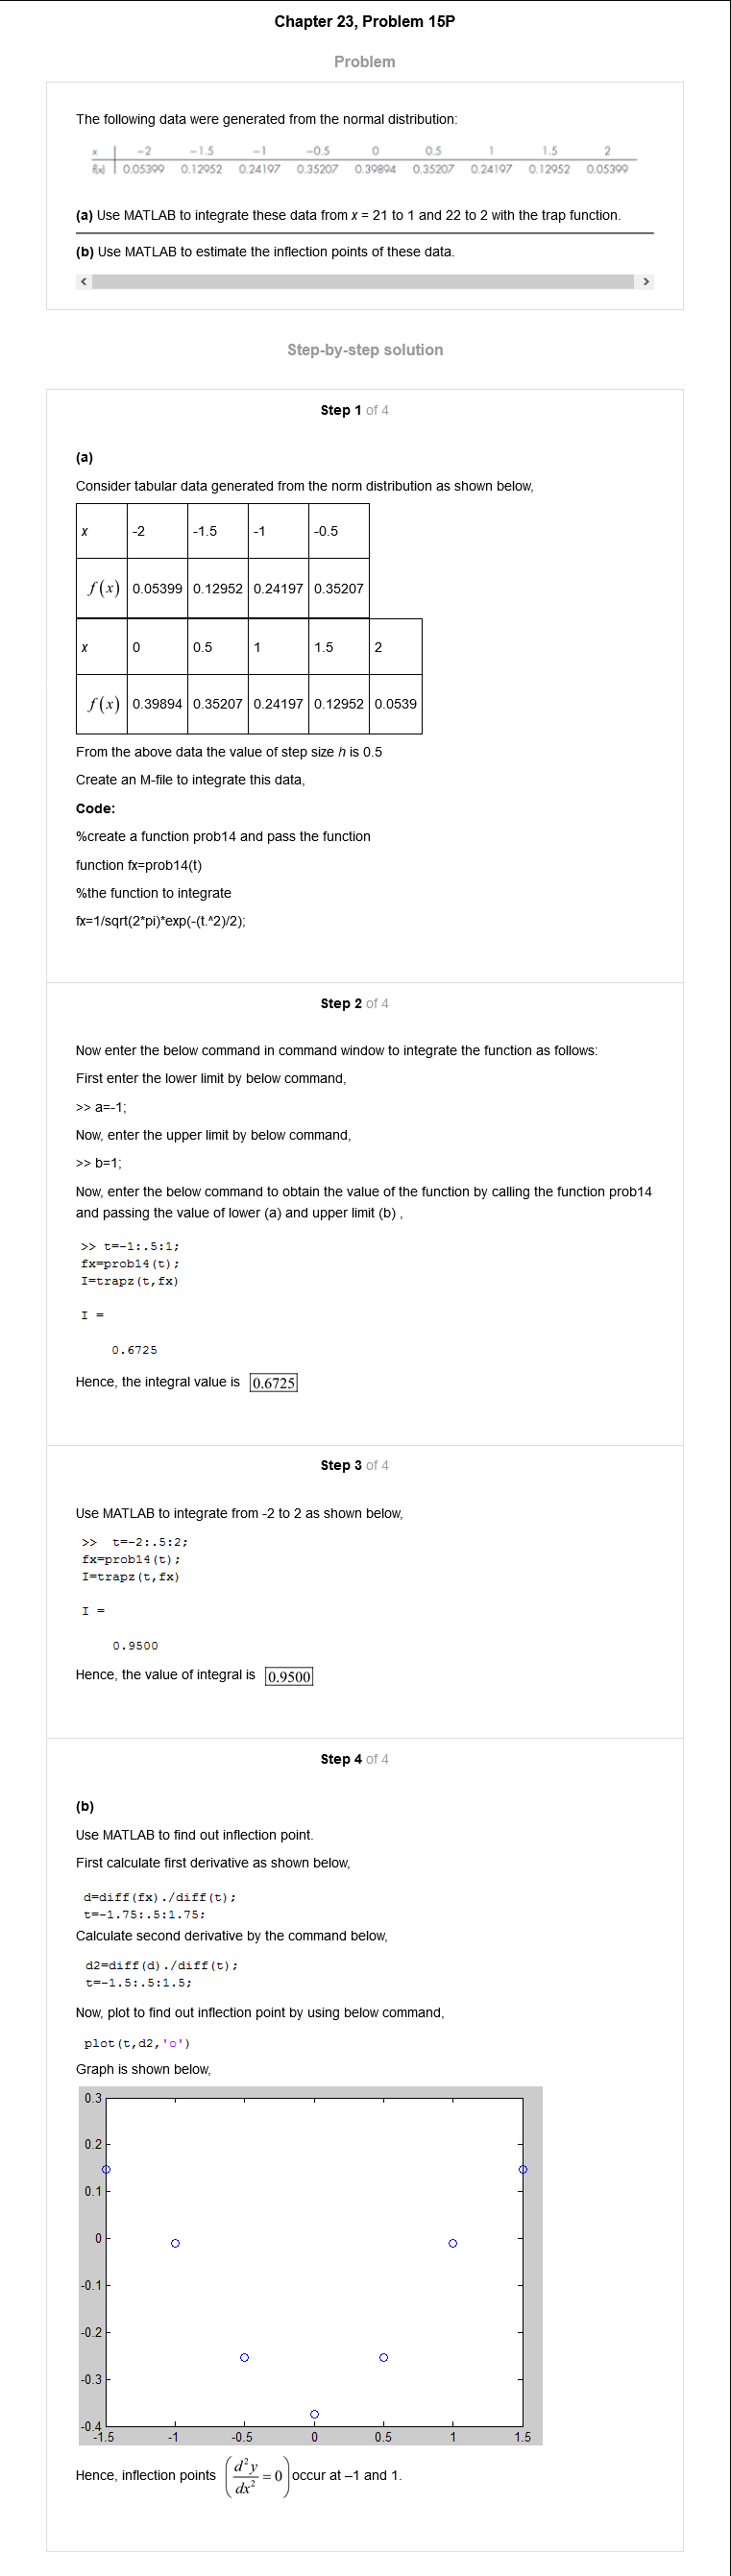 Chapter 23, Problem 15P
Problem
The following data were generated from the normal distribution:
x -2 -1.5 -1 -0.5 0 0.5 1 1.5 2
f(x) 0.05399 0.12952 0.24197 0.35207 0.39894 0.35207 0.24197 0.12952 0.05399
(a) Use MATLAB to integrate these data from x = 21 to 1 and 22 to 2 with the trap function.
(b) Use MATLAB to estimate the inflection points of these data.
Step-by-step solution
Step 1 of 4
(a)
Consider tabular data generated from the norm distribution as shown below,
x -2 -1.5 -1 -0.5
f(x) 0.05399 0.12952 0.24197 0.35207
x 0 0.5 1 1.5 2
f(x) 0.39894 0.35207 0.24197 0.12952 0.0539
From the above data the value of step size h is 0.5
Create an M-file to integrate this data,
Code:
%create a function prob14 and pass the function
function fx=prob14(t)
%the function to integrate
fx=1/sqrt(2*pi)*exp(-(t.^2)/2);
Step 2 of 4
Now enter the below command in command window to integrate the function as follows:
First enter the lower limit by below command,
>> a=-1;
Now, enter the upper limit by below command,
>> b=1;
Now, enter the below command to obtain the value of the function by calling the function prob14
and passing the value of lower (a) and upper limit (b) ,
>> t=-1:.5:1;
fx=prob14(t);
I=trapz(t,fx)
I =
0.6725
Hence, the integral value is 0.6725
Step 3 of 4
Use MATLAB to integrate from -2 to 2 as shown below,
>> t=-2:.5:2;
fx=prob14(t);
I=trapz(t,fx)
I =
0.9500
Hence, the value of integral is 0.9500
Step 4 of 4
(b)
Use MATLAB to find out inflection point.
First calculate first derivative as shown below,
d=diff(fx)./diff(t);
t=-1.75:.5:1.75;
Calculate second derivative by the command below,
d2=diff(d)./diff(t);
t=-1.5:.5:1.5;
Now, plot to find out inflection point by using below command,
plot(t,d2,'o')
Graph is shown below,
0.3
0.2
0.1
0
-0.1
-0.2
-0.3
-0.4
-1.5 -1 -0.5 0 0.5 1 1.5
Hence, inflection points (d²y/dx² = 0) occur at –1 and 1.